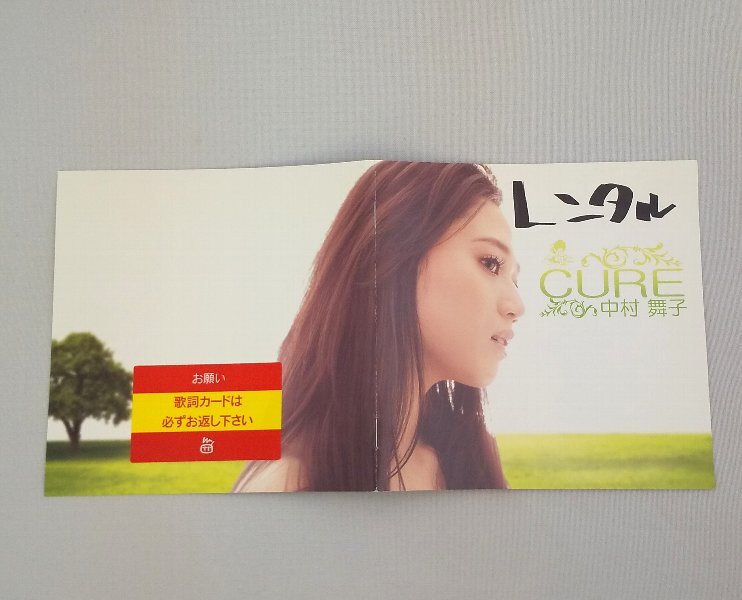 レンタル
CURE
中村 舞子
お願い
歌詞カードは
必ずお返し下さい